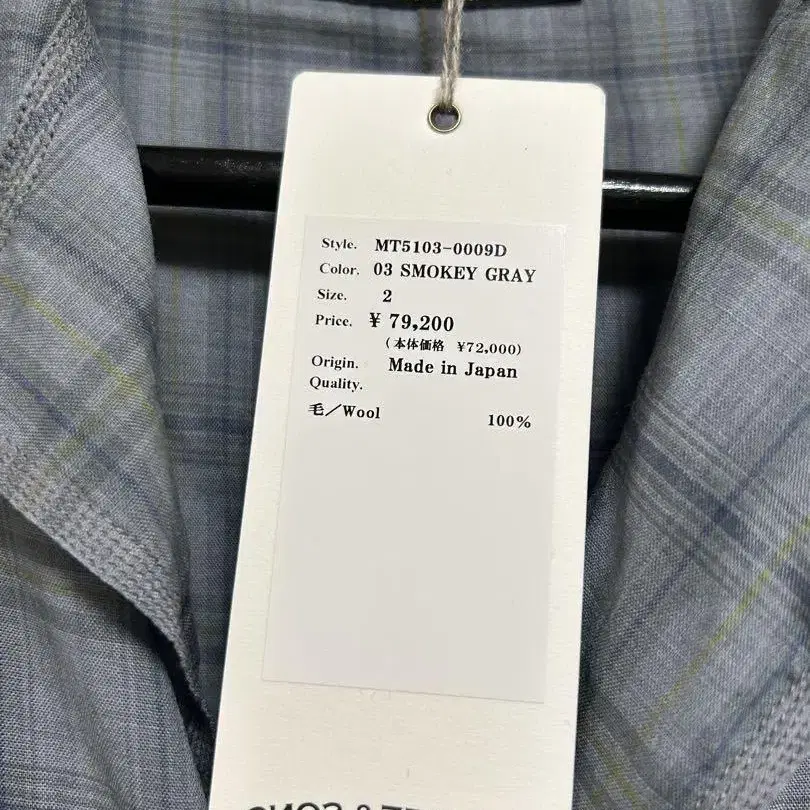 Style. MT5103-0009D
Color. 03 SMOKEY GRAY
Size. 2
Price. ¥ 79,200
(本体価格 ¥72,000)
Origin. Made in Japan
Quality.
毛/Wool 100%